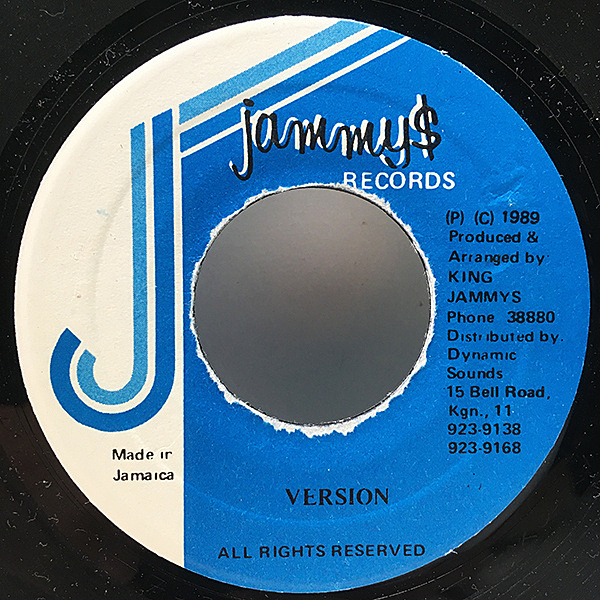 jammy$
RECORDS
(P) (C) 1989
Produced &
Arranged by
KING
JAMMYS
Phone 38880
Distributed by
Dynamic
Sounds
15 Bell Road,
Kgn., 11
923-9138
923-9168
Made in
Jamaica
VERSION
ALL RIGHTS RESERVED